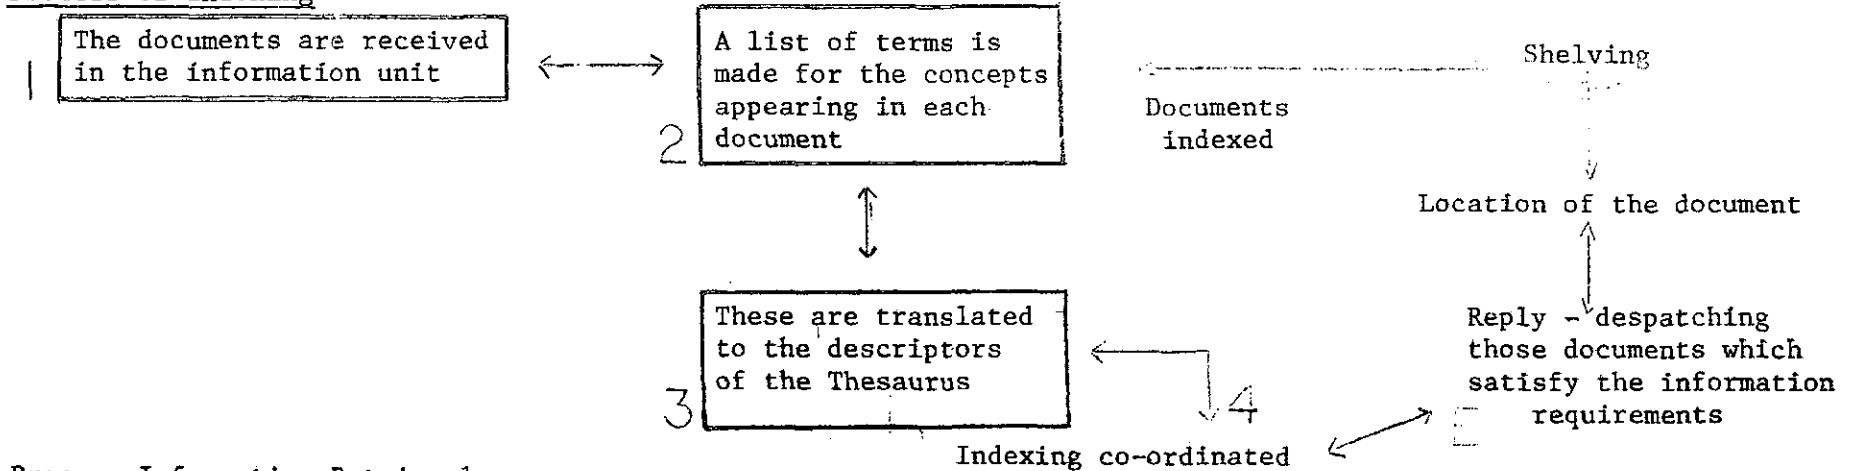 1
The documents are received
in the information unit
2
A list of terms is
made for the concepts
appearing in each
document
Documents
indexed
Shelving
Location of the document
3
These are translated
to the descriptors
of the Thesaurus
4
Indexing co-ordinated
Reply - despatching
those documents which
satisfy the information
requirements